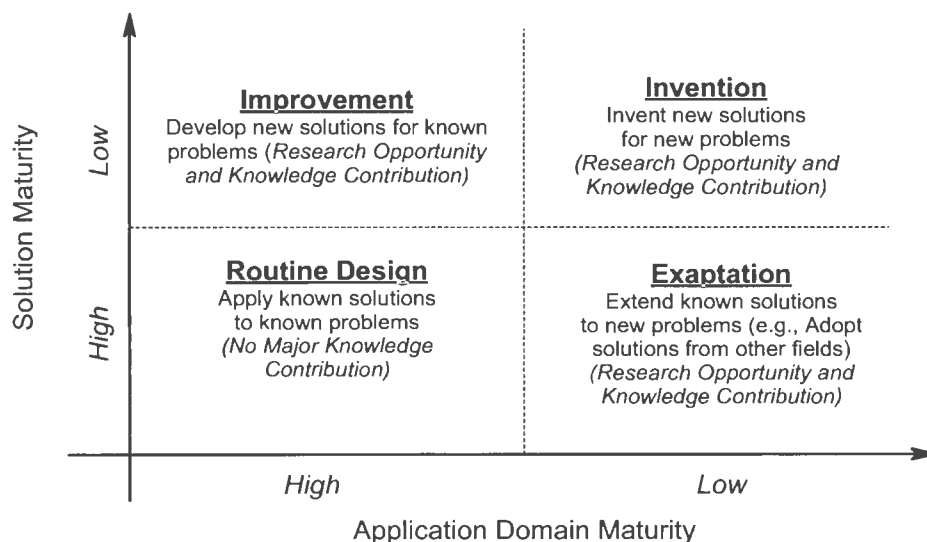 Solution Maturity
Low
High
Improvement
Develop new solutions for known
problems (Research Opportunity
and Knowledge Contribution)
Invention
Invent new solutions
for new problems
(Research Opportunity and
Knowledge Contribution)
Routine Design
Apply known solutions
to known problems
(No Major Knowledge
Contribution)
Exaptation
Extend known solutions
to new problems (e.g., Adopt
solutions from other fields)
(Research Opportunity and
Knowledge Contribution)
High
Low
Application Domain Maturity